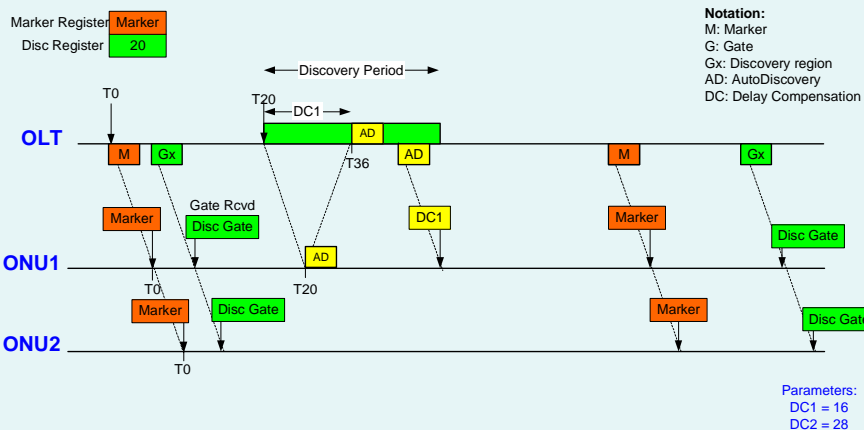 Marker Register Marker
Disc Register 20
Notation:
M: Marker
G: Gate
Gx: Discovery region
AD: AutoDiscovery
DC: Delay Compensation
Discovery Period
T0
T20
DC1
OLT
AD
M
Gx
T36
AD
M
Gx
Gate Rcvd
Marker
Disc Gate
DC1
Marker
Disc Gate
ONU1
AD
T0
T20
Marker
Disc Gate
Marker
Disc Gate
ONU2
T0
Parameters:
DC1 = 16
DC2 = 28